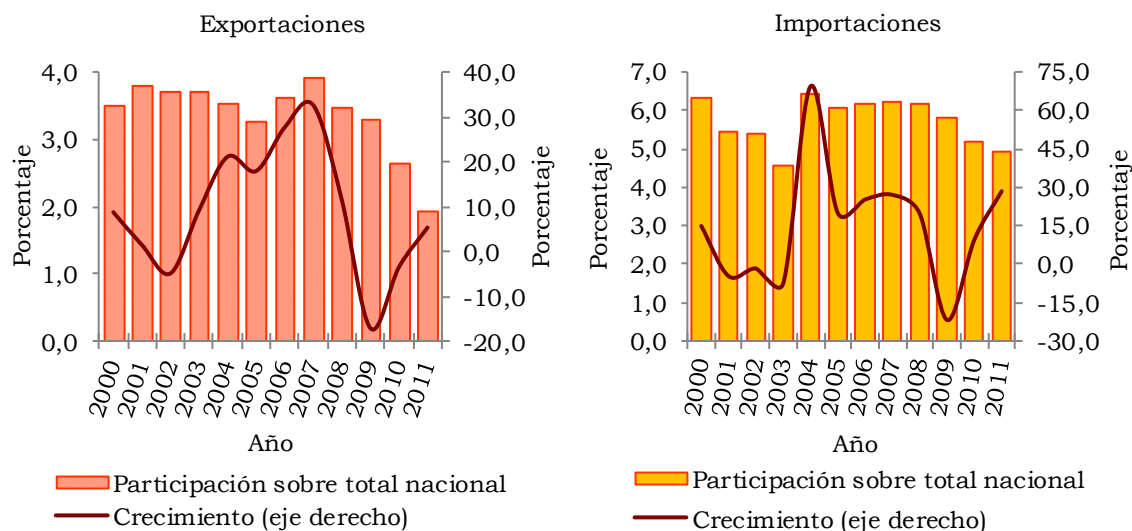 Exportaciones
4,0
3,0
2,0
1,0
0,0
Porcentaje
40,0
30,0
20,0
10,0
0,0
-10,0
-20,0
Porcentaje
2000 2001 2002 2003 2004 2005 2006 2007 2008 2009 2010 2011
Año
Participación sobre total nacional
Crecimiento (eje derecho)
Importaciones
7,0
6,0
5,0
4,0
3,0
2,0
1,0
0,0
Porcentaje
75,0
60,0
45,0
30,0
15,0
0,0
-15,0
-30,0
Porcentaje
2000 2001 2002 2003 2004 2005 2006 2007 2008 2009 2010 2011
Año
Participación sobre total nacional
Crecimiento (eje derecho)